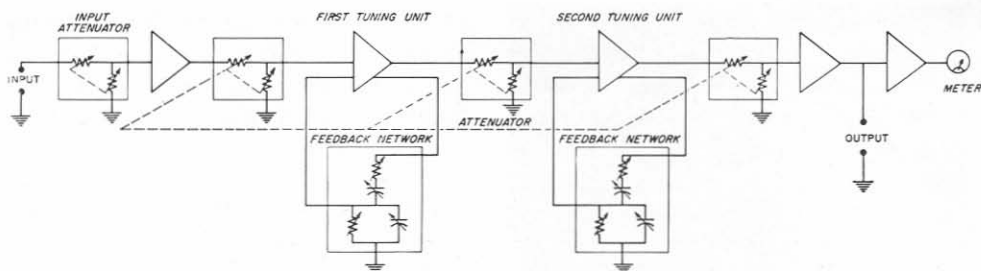 INPUT
ATTENUATOR
FIRST TUNING UNIT
SECOND TUNING UNIT
INPUT
METER
ATTENUATOR
FEEDBACK NETWORK
FEEDBACK NETWORK
OUTPUT